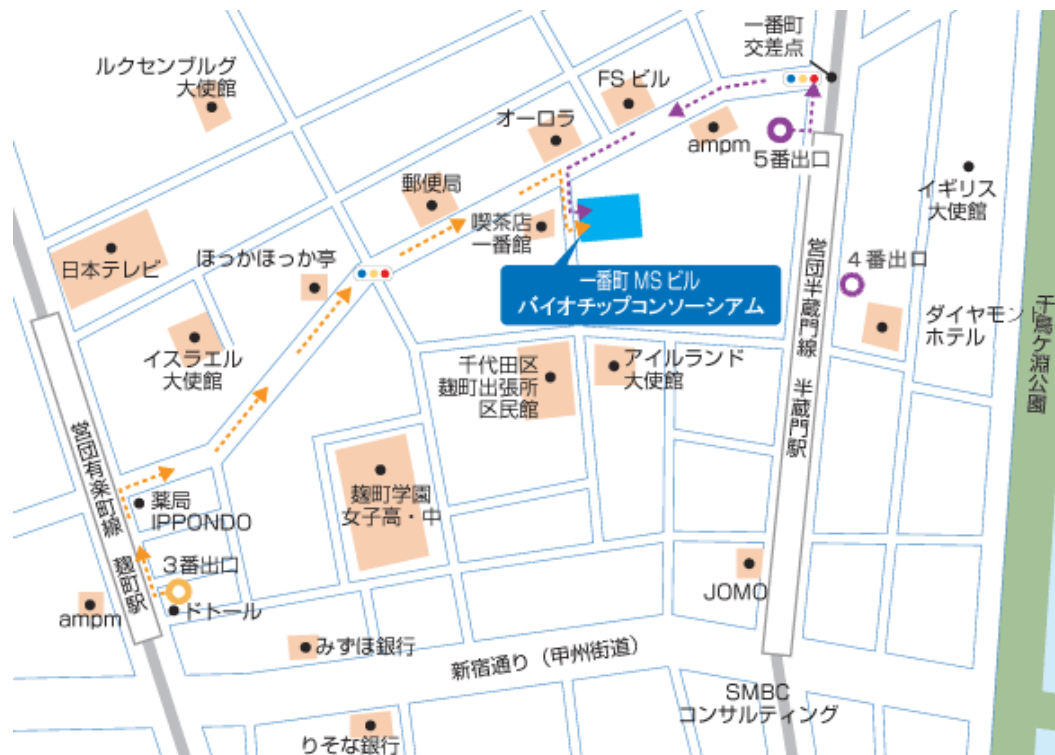 一番町
交差点
ルクセンブルグ
大使館
FSビル
オーロラ
ampm
5番出口
イギリス
大使館
郵便局
喫茶店
一番館
日本テレビ
ほっかほっか亭
一番町 MS ビル
バイオチップコンソーシアム
4番出口
ダイヤモンド
ホテル
千鳥ケ淵公園
イスラエル
大使館
千代田区
麹町出張所
区民館
アイルランド
大使館
営団半蔵門線 半蔵門駅
営団有楽町線 麹町駅
薬局
IPPONDO
麹町学園
女子高・中
3番出口
ドトール
ampm
JOMO
みずほ銀行
新宿通り（甲州街道）
SMBC
コンサルティング
りそな銀行